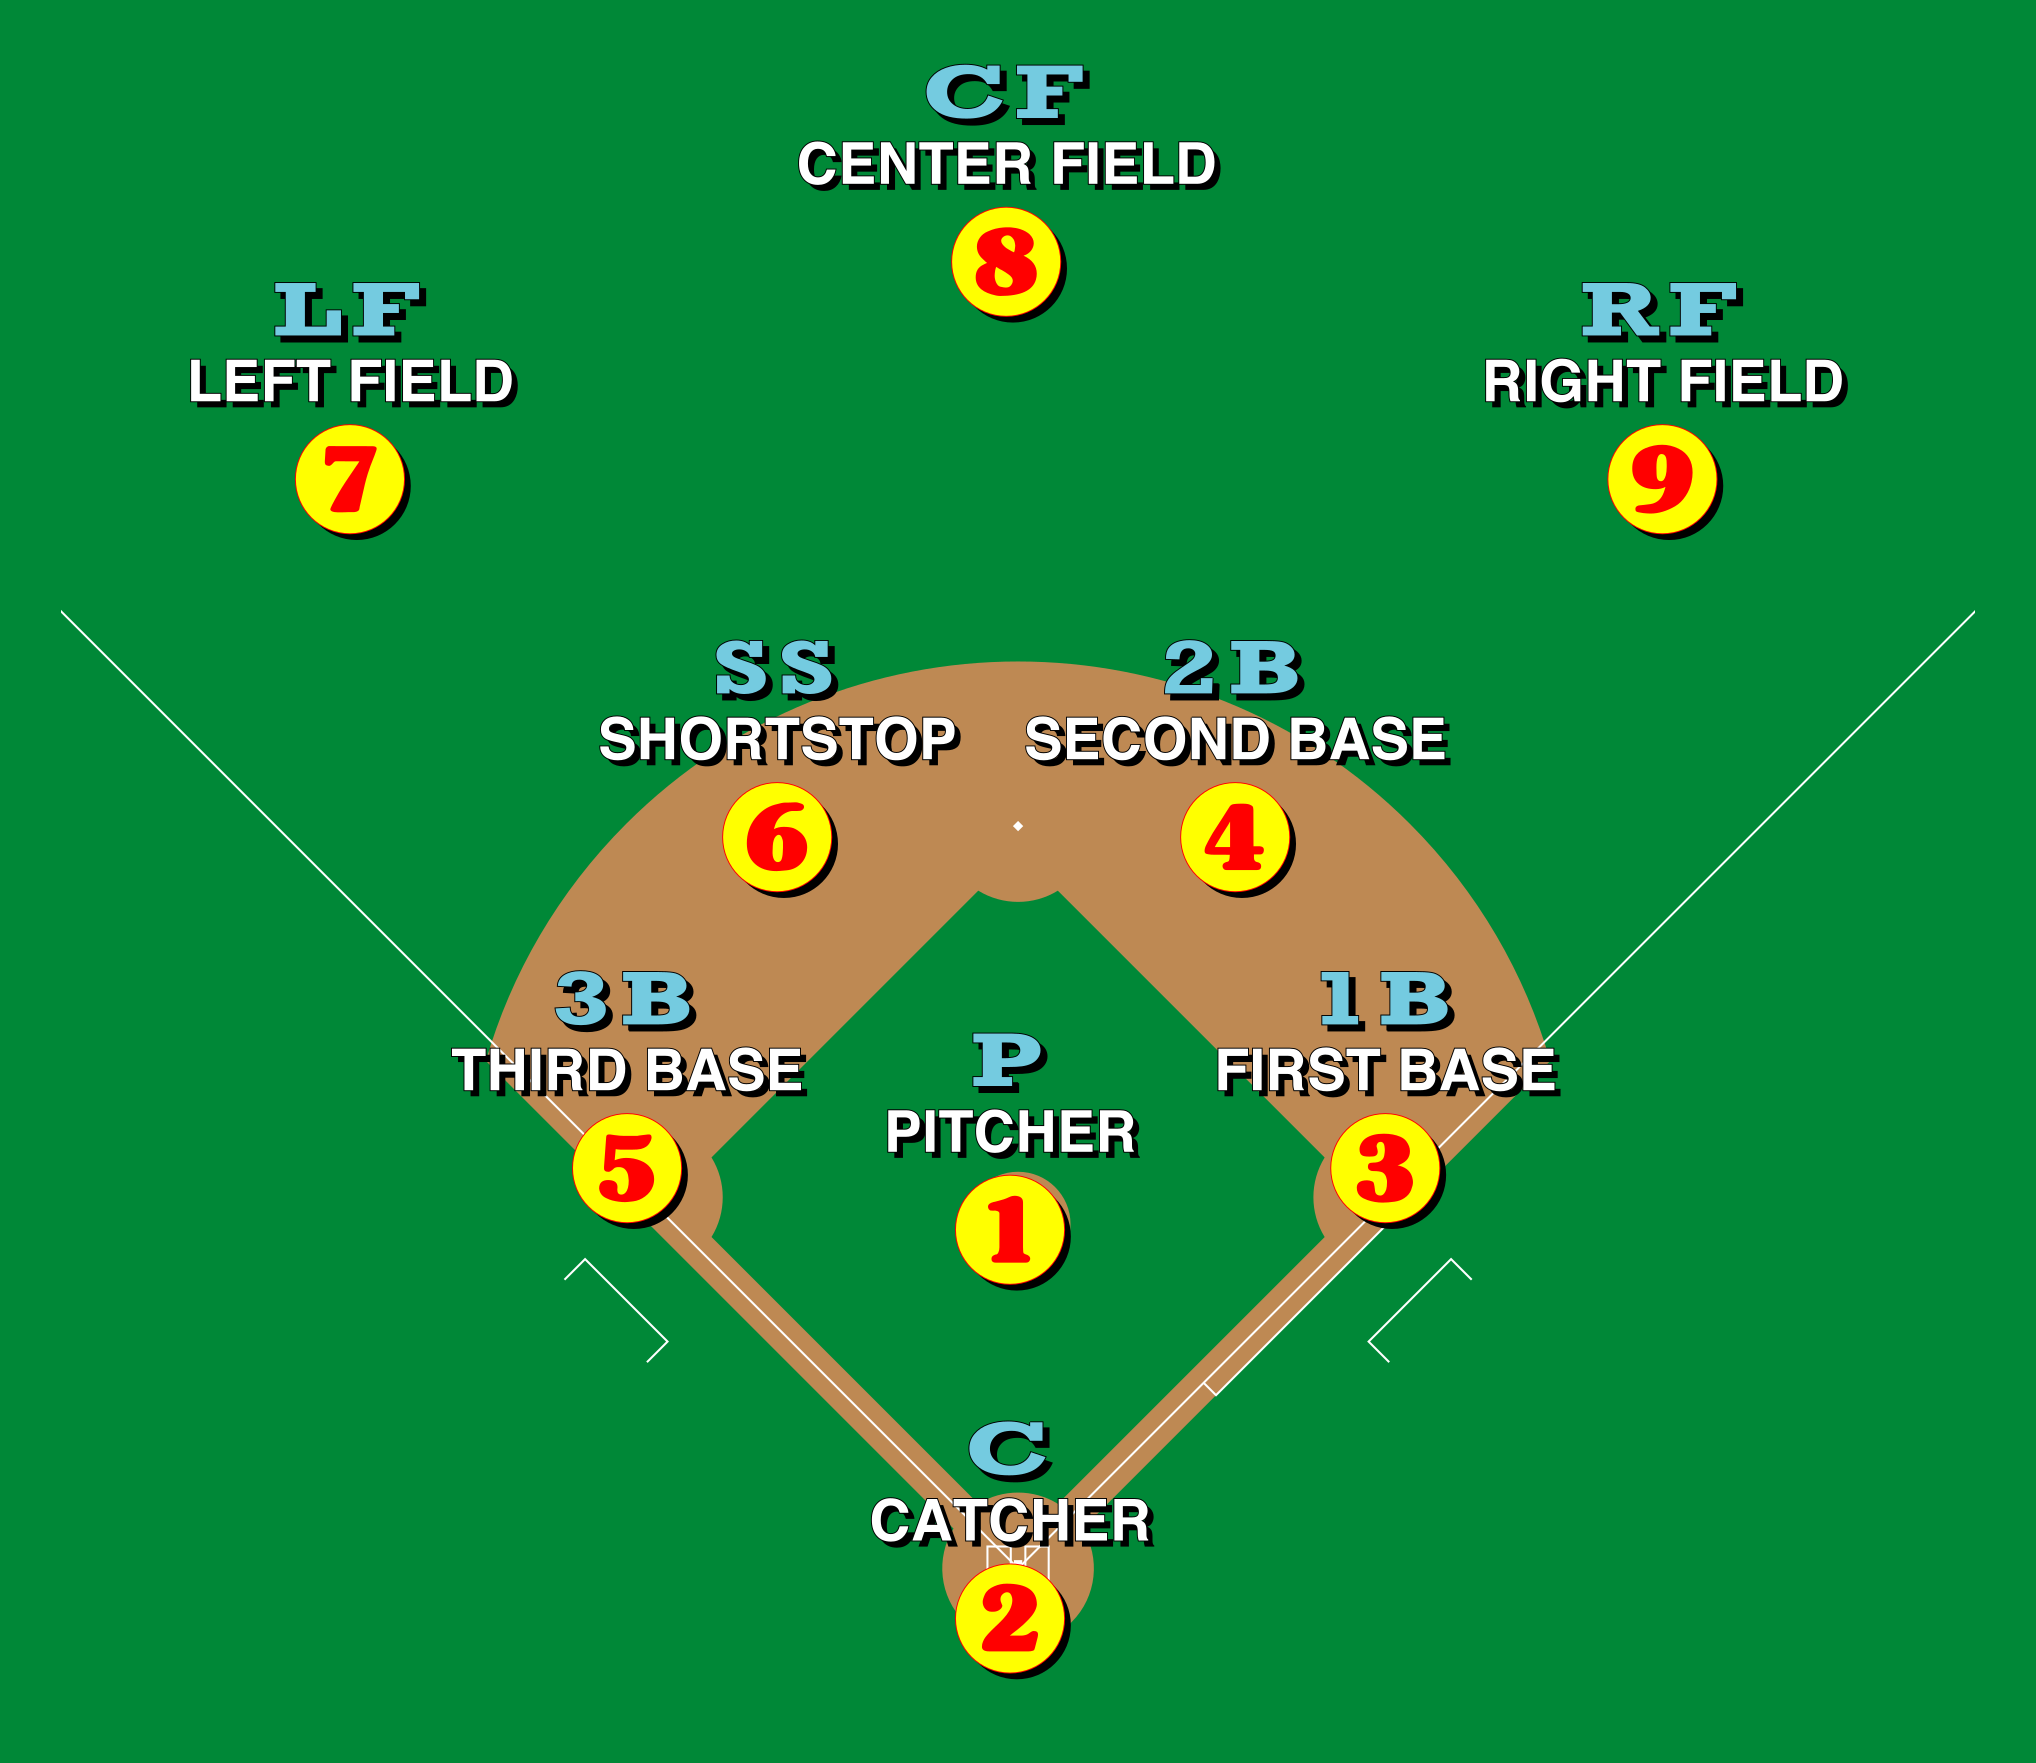 CF
CENTER FIELD
8
LF
LEFT FIELD
7
RF
RIGHT FIELD
9
SS
SHORTSTOP
6
2B
SECOND BASE
4
3B
THIRD BASE
5
1B
FIRST BASE
3
P
PITCHER
1
C
CATCHER
2